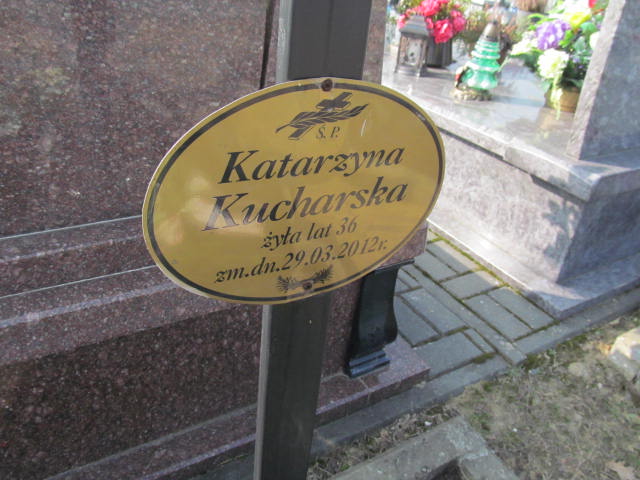 Ś. P.
Katarzyna
Kucharska
żyła lat 36
zm.dn.29.03.2012r.